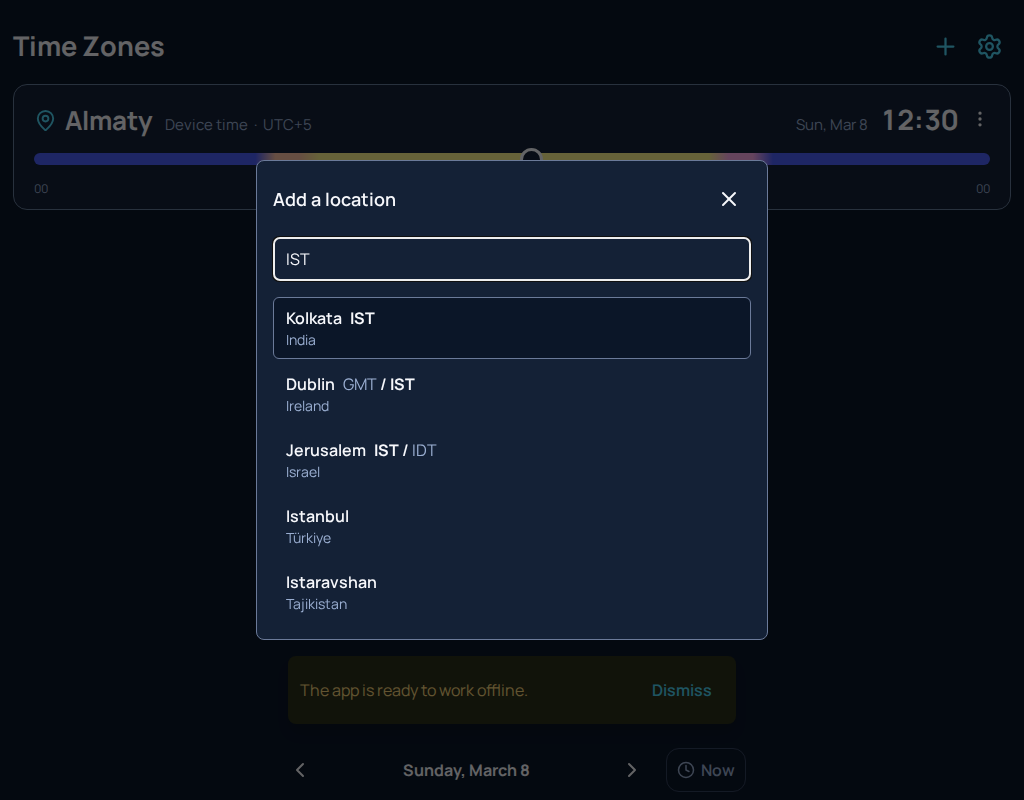 Time Zones
Almaty Device time · UTC+5 Sun, Mar 8 12:30
00 00
Add a location
IST
Kolkata IST
India
Dublin GMT / IST
Ireland
Jerusalem IST / IDT
Israel
Istanbul
Türkiye
Istaravshan
Tajikistan
The app is ready to work offline. Dismiss
Sunday, March 8 Now